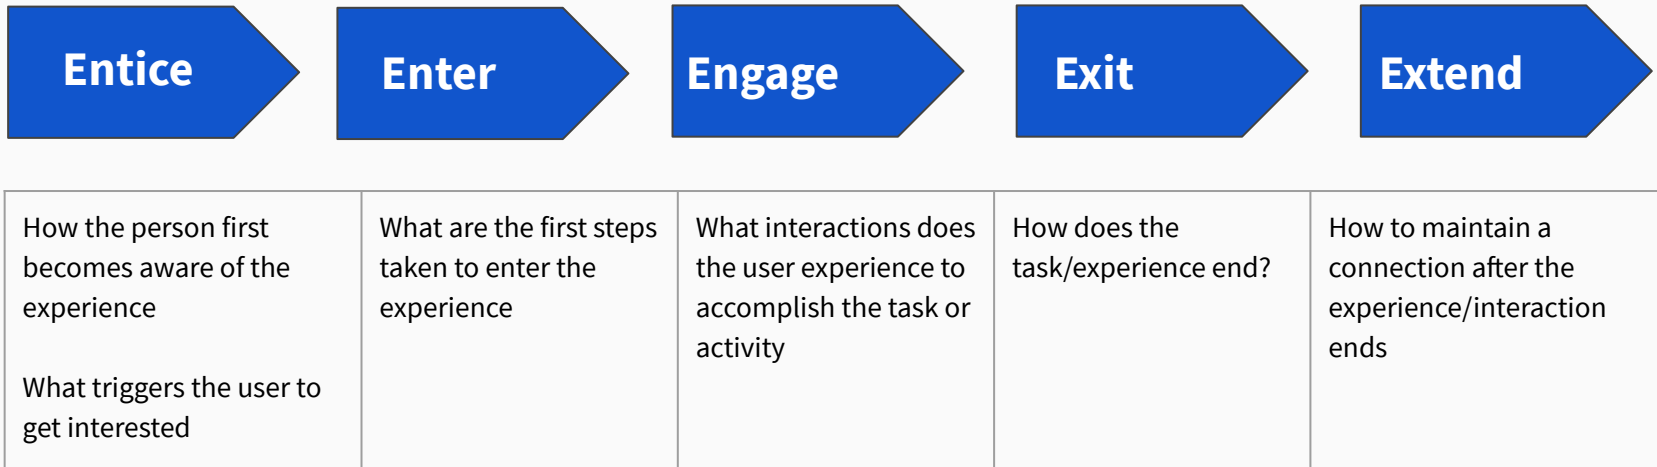 Entice
Enter
Engage
Exit
Extend
How the person first
becomes aware of the
experience
What triggers the user to
get interested
What are the first steps
taken to enter the
experience
What interactions does
the user experience to
accomplish the task or
activity
How does the
task/experience end?
How to maintain a
connection after the
experience/interaction
ends